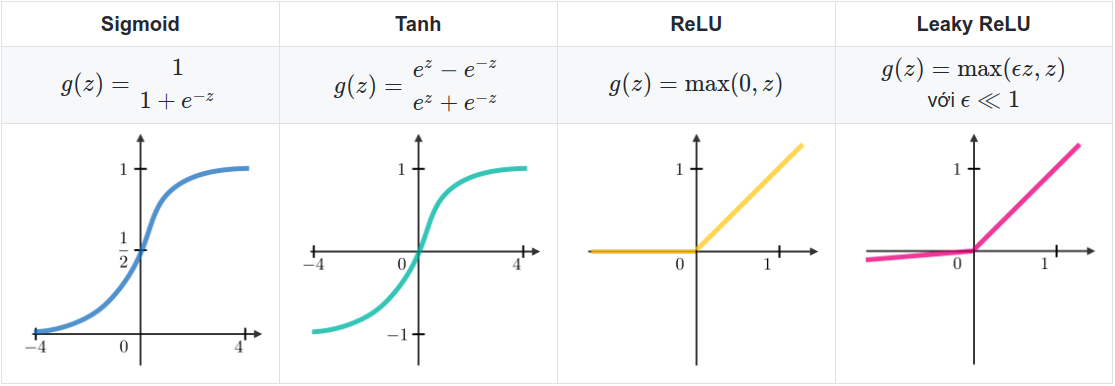 Sigmoid
Tanh
ReLU
Leaky ReLU
g(z) = 1 / (1 + e^{-z})
g(z) = (e^z − e^{-z}) / (e^z + e^{-z})
g(z) = max(0, z)
g(z) = max(ϵz, z)
với ϵ ≪ 1
1
1/2
−4
0
4
1
−4
0
4
−1
1
0
1
1
0
1